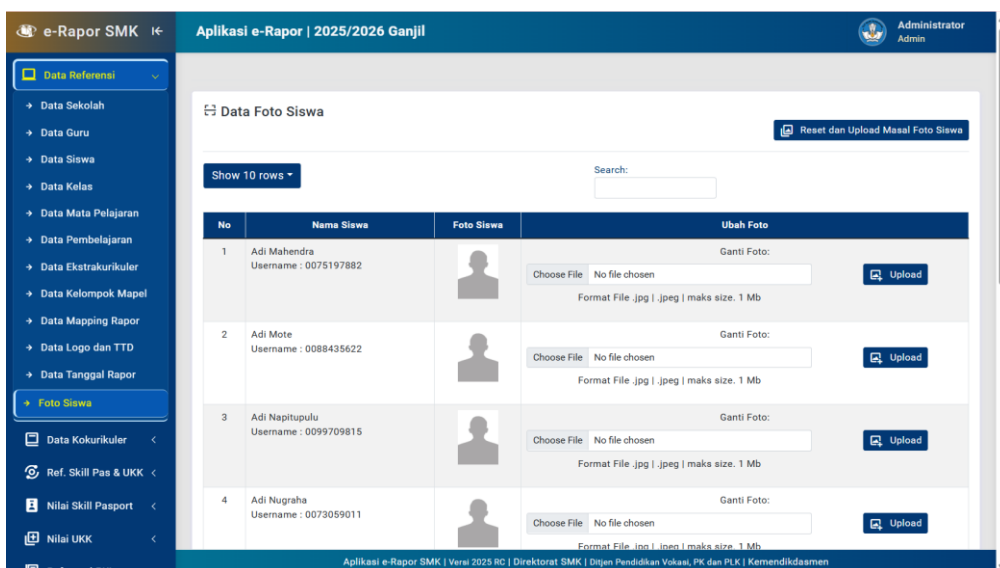 e-Rapor SMK
Aplikasi e-Rapor | 2025/2026 Ganjil
Administrator
Admin
Data Referensi
Data Sekolah
Data Guru
Data Siswa
Data Kelas
Data Mata Pelajaran
Data Pembelajaran
Data Ekstrakurikuler
Data Kelompok Mapel
Data Mapping Rapor
Data Logo dan TTD
Data Tanggal Rapor
Foto Siswa
Data Kokurikuler
Ref. Skill Pas & UKK
Nilai Skill Pasport
Nilai UKK
Data Foto Siswa
Reset dan Upload Masal Foto Siswa
Show 10 rows
Search:
No Nama Siswa Foto Siswa Ubah Foto
1 Adi Mahendra Ganti Foto:
Username : 0075197882
Choose File No file chosen Upload
Format File .jpg | .jpeg | maks size. 1 Mb
2 Adi Mote Ganti Foto:
Username : 0088435622
Choose File No file chosen Upload
Format File .jpg | .jpeg | maks size. 1 Mb
3 Adi Napitupulu Ganti Foto:
Username : 0099709815
Choose File No file chosen Upload
Format File .jpg | .jpeg | maks size. 1 Mb
4 Adi Nugraha Ganti Foto:
Username : 0073059011
Choose File No file chosen Upload
Format File .jpg | .jpeg | maks size. 1 Mb
Aplikasi e-Rapor SMK | Versi 2025 RC | Direktorat SMK | Ditjen Pendidikan Vokasi, PK dan PLK | Kemendikdasmen